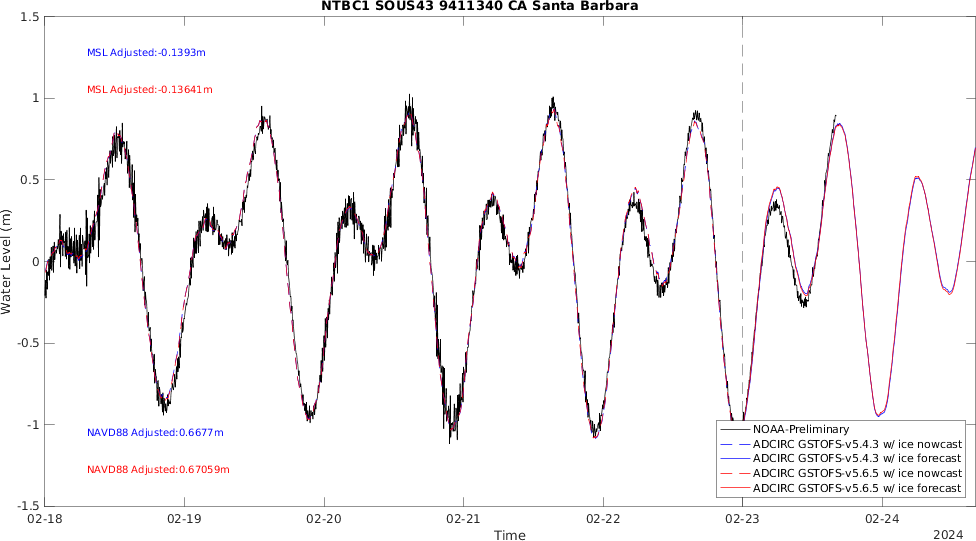 NTBC1 SOUS43 9411340 CA Santa Barbara
1.5
MSL Adjusted:-0.1393m
MSL Adjusted:-0.13641m
1
0.5
Water Level (m)
0
-0.5
-1
NAVD88 Adjusted:0.6677m
NAVD88 Adjusted:0.67059m
NOAA-Preliminary
ADCIRC GSTOFS-v5.4.3 w/ ice nowcast
ADCIRC GSTOFS-v5.4.3 w/ ice forecast
ADCIRC GSTOFS-v5.6.5 w/ ice nowcast
ADCIRC GSTOFS-v5.6.5 w/ ice forecast
-1.5
02-18 02-19 02-20 02-21 02-22 02-23 02-24
Time
2024